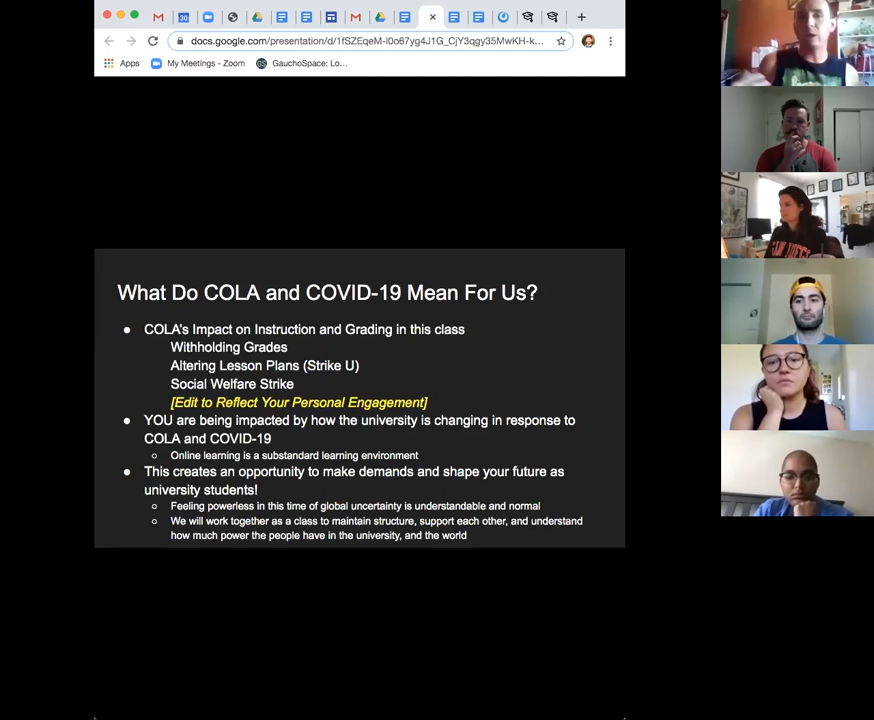 docs.google.com/presentation/d/1fSZEqeM-I0o67yg4J1G_CjY3qgy35MwKH-k...
Apps My Meetings - Zoom GauchoSpace: Lo...
What Do COLA and COVID-19 Mean For Us?
● COLA's Impact on Instruction and Grading in this class
Withholding Grades
Altering Lesson Plans (Strike U)
Social Welfare Strike
[Edit to Reflect Your Personal Engagement]
● YOU are being impacted by how the university is changing in response to
COLA and COVID-19
○ Online learning is a substandard learning environment
● This creates an opportunity to make demands and shape your future as
university students!
○ Feeling powerless in this time of global uncertainty is understandable and normal
○ We will work together as a class to maintain structure, support each other, and understand
how much power the people have in the university, and the world
SAN DIEGO